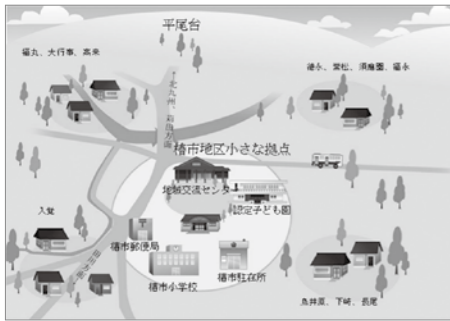 平尾台
福丸、大行事、高来
徳永、常松、須磨園、福永
椿市地区小さな拠点
地域交流センター
認定子ども園
入覚
椿市郵便局
椿市小学校
椿市駐在所
鳥井原、下崎、長尾